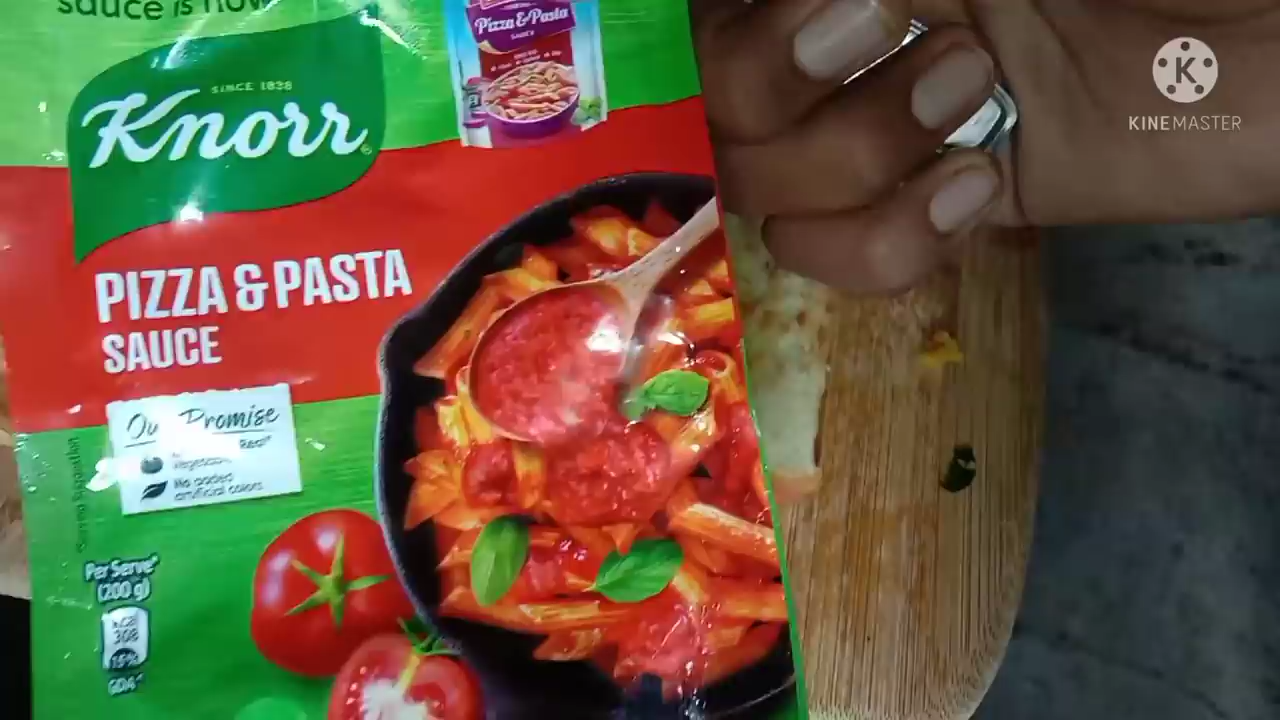 sauce is now
Pizza & Pasta
SAUCE
SINCE 1838
Knorr
PIZZA & PASTA
SAUCE
Promise
Real*
No added
artificial colors
Per Serve*
(200 g)
kcal
308
15%
GDA*
K
KINEMASTER